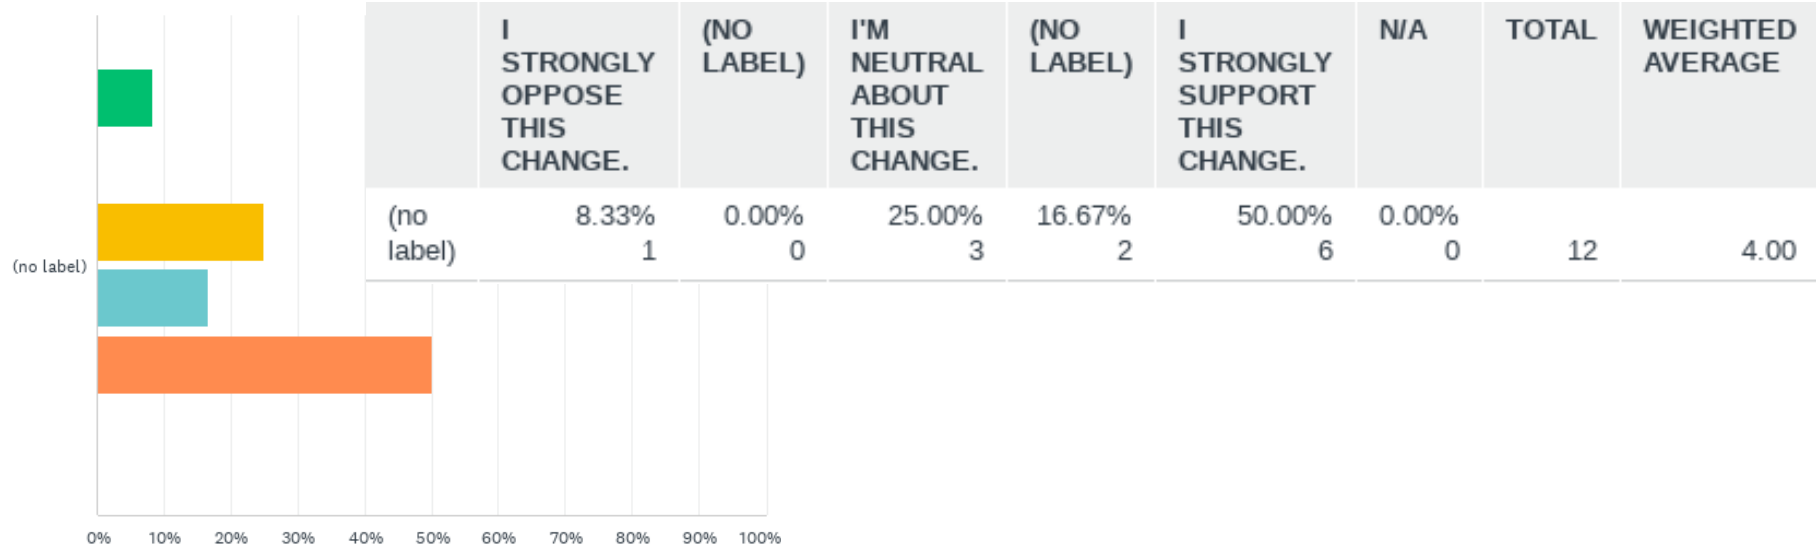 I STRONGLY OPPOSE THIS CHANGE.
(NO LABEL)
I'M NEUTRAL ABOUT THIS CHANGE.
(NO LABEL)
I STRONGLY SUPPORT THIS CHANGE.
N/A
TOTAL
WEIGHTED AVERAGE
(no label)
8.33% 0.00% 25.00% 16.67% 50.00% 0.00%
1 0 3 2 6 0 12 4.00
(no label)
0% 10% 20% 30% 40% 50% 60% 70% 80% 90% 100%